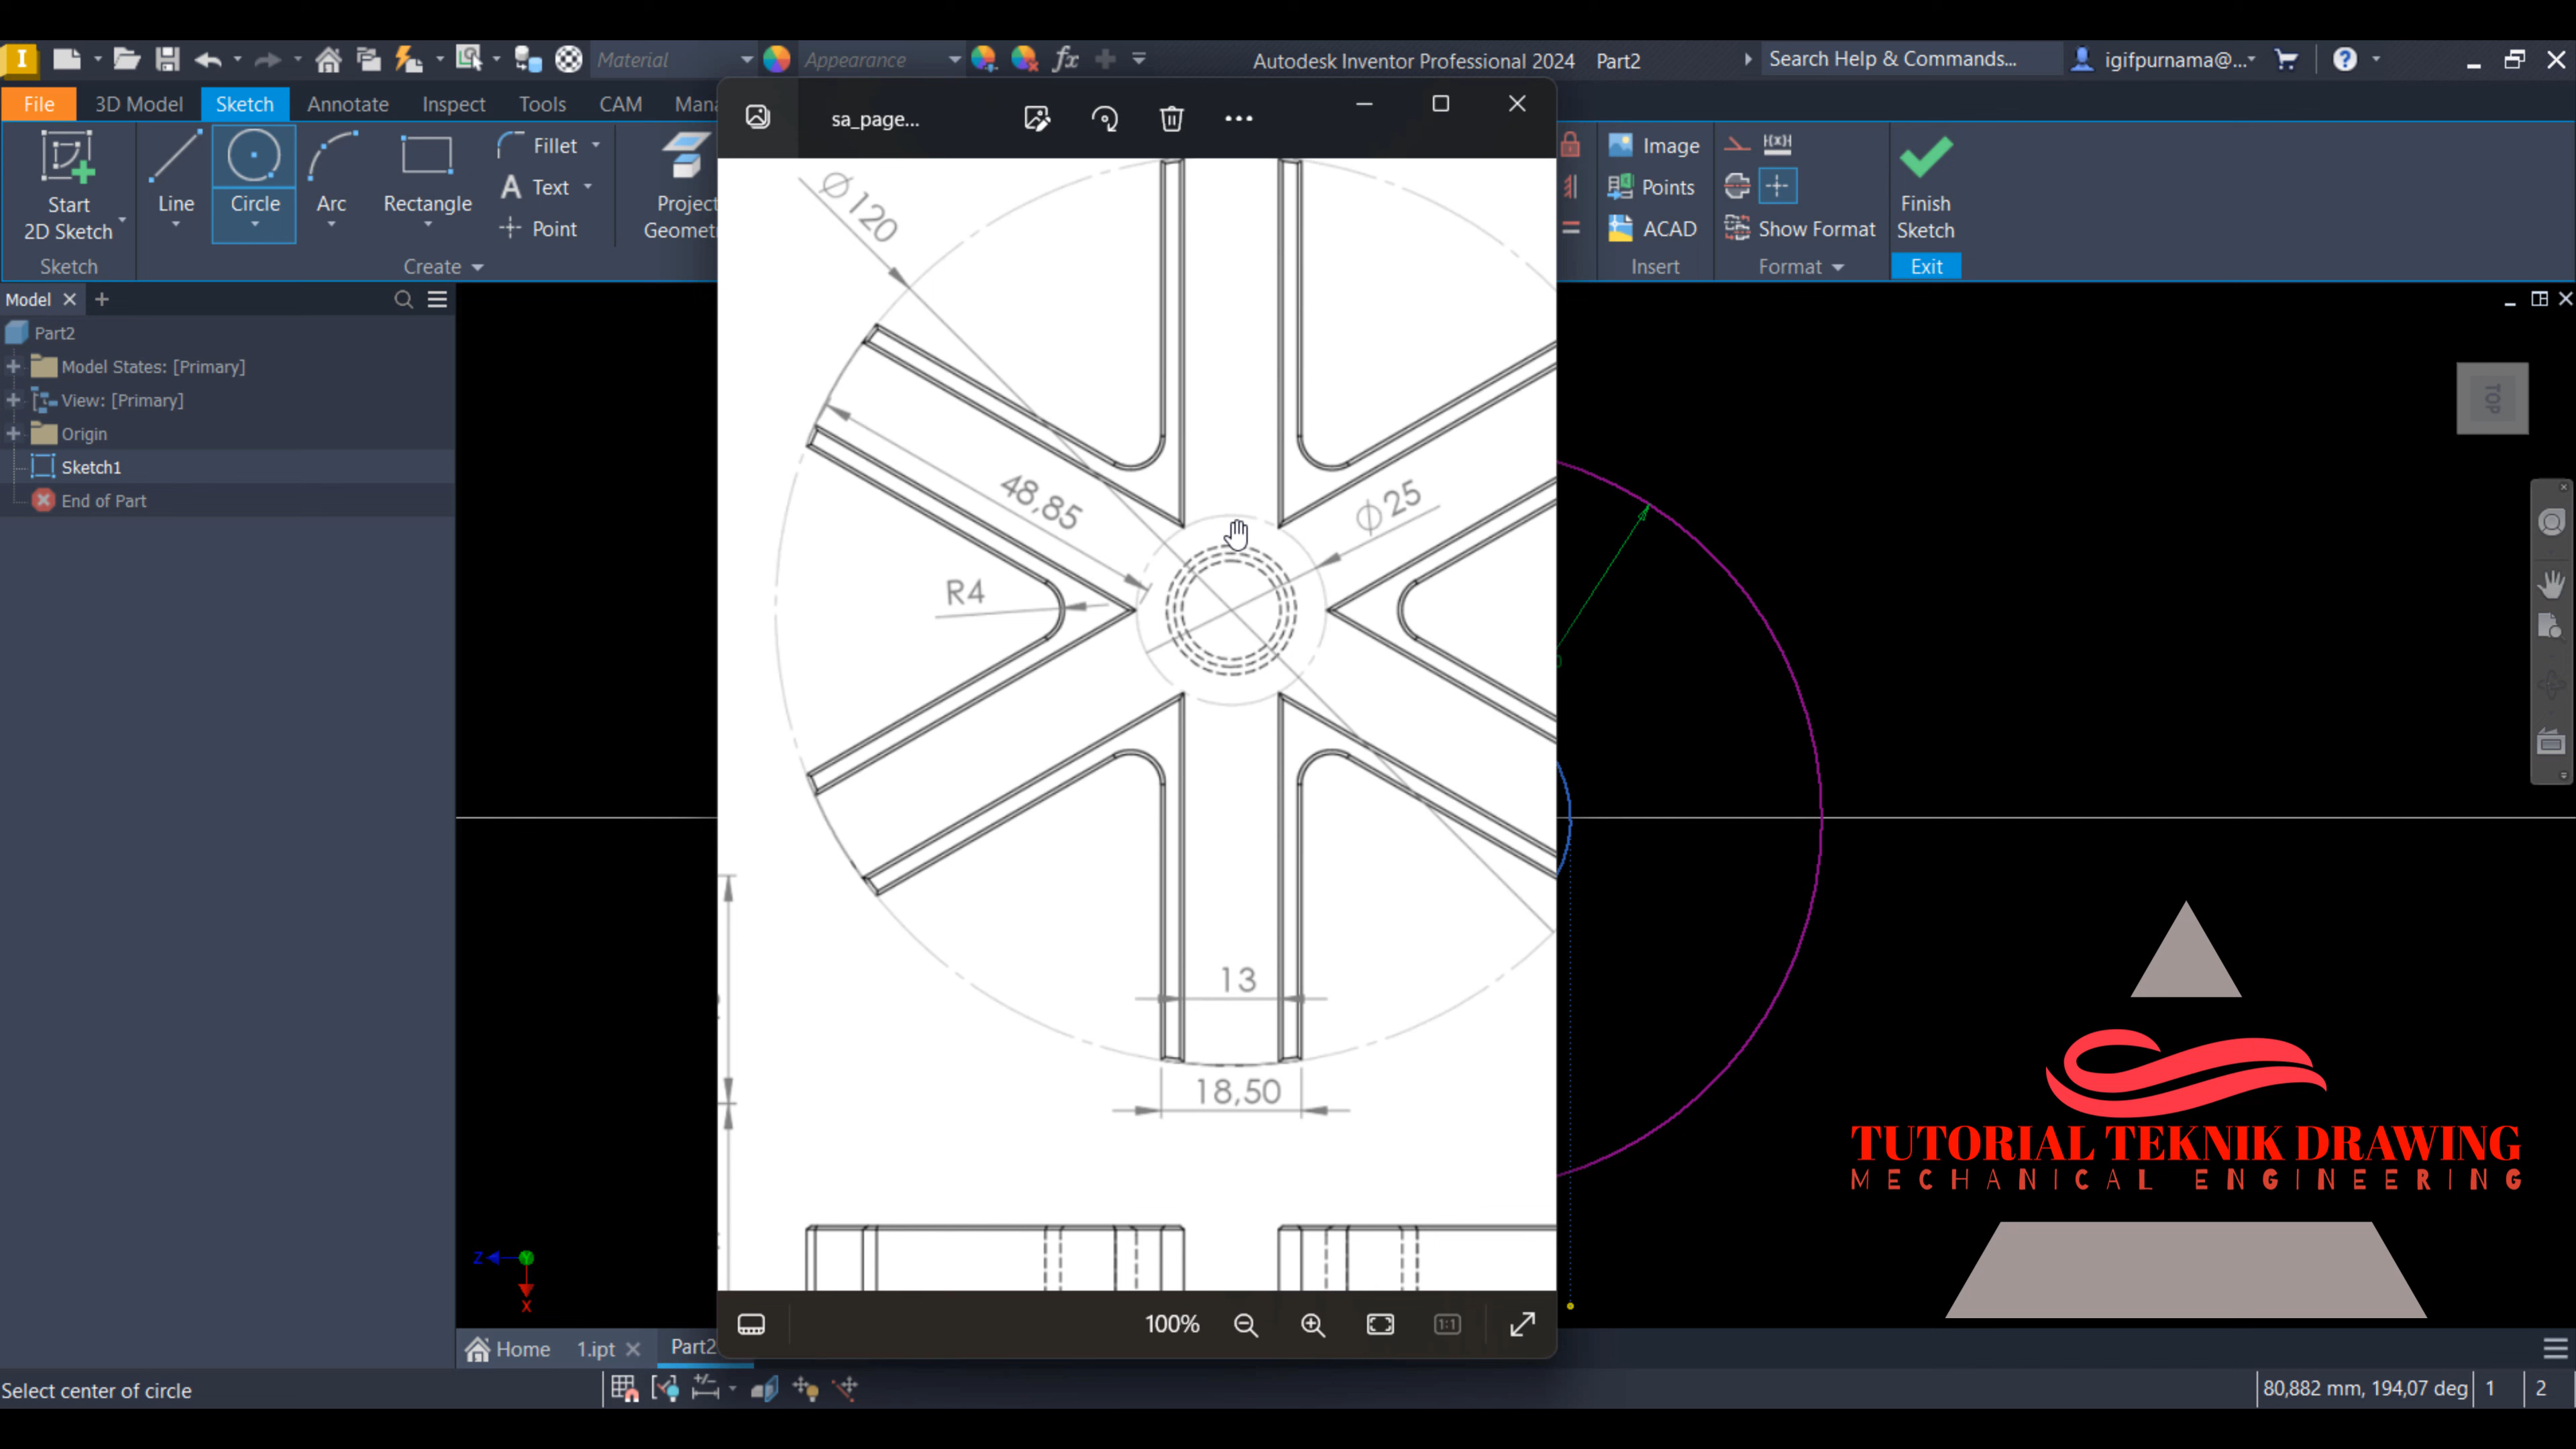 Material
Appearance
fx
Autodesk Inventor Professional 2024 Part2
Search Help & Commands...
igifpurnama@...
File 3D Model Sketch Annotate Inspect Tools CAM Mana
Start
2D Sketch
Sketch
Line Circle Arc Rectangle
Fillet
Text
Point
Create
Project
Geomet
Image
Points
ACAD
Insert
Show Format
Format
Finish
Sketch
Exit
sa_page...
Model
Part2
Model States: [Primary]
View: [Primary]
Origin
Sketch1
End of Part
TOP
Ø120
48,85
Ø25
R4
13
18,50
TUTORIAL TEKNIK DRAWING
MECHANICAL ENGINEERING
Z
X
100%
1:1
Home 1.ipt Part2
Select center of circle
80,882 mm, 194,07 deg 1 2